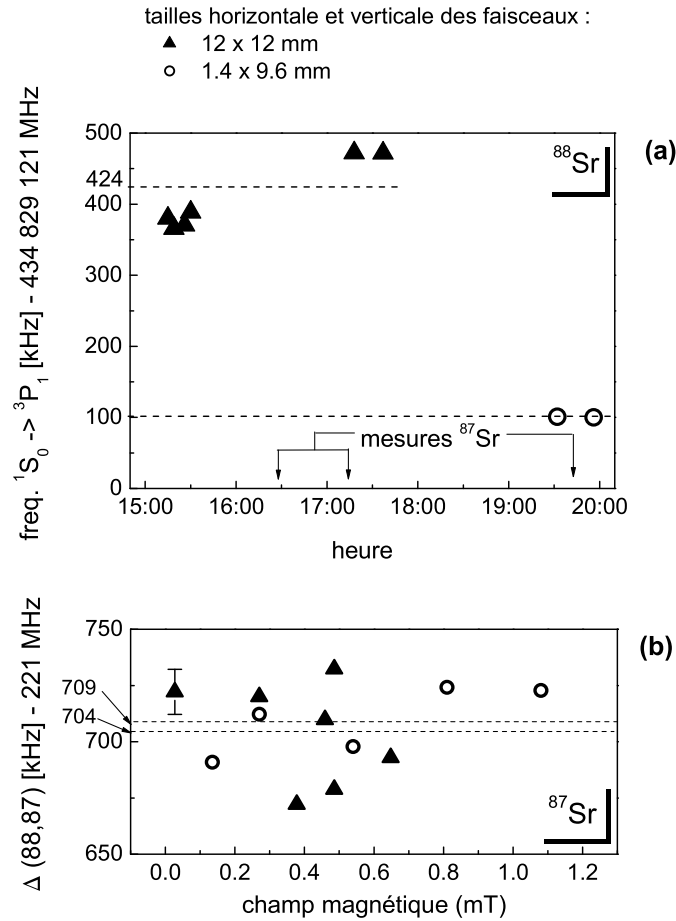 tailles horizontale et verticale des faisceaux :
▲ 12 x 12 mm
○ 1.4 x 9.6 mm
freq. ¹S₀ -> ³P₁ [kHz] - 434 829 121 MHz
(a)
⁸⁸Sr
500
424
400
300
200
100
0
mesures ⁸⁷Sr
15:00 16:00 17:00 18:00 19:00 20:00
heure
Δ (88,87) [kHz] - 221 MHz
(b)
750
709
704
700
650
⁸⁷Sr
0.0 0.2 0.4 0.6 0.8 1.0 1.2
champ magnétique (mT)